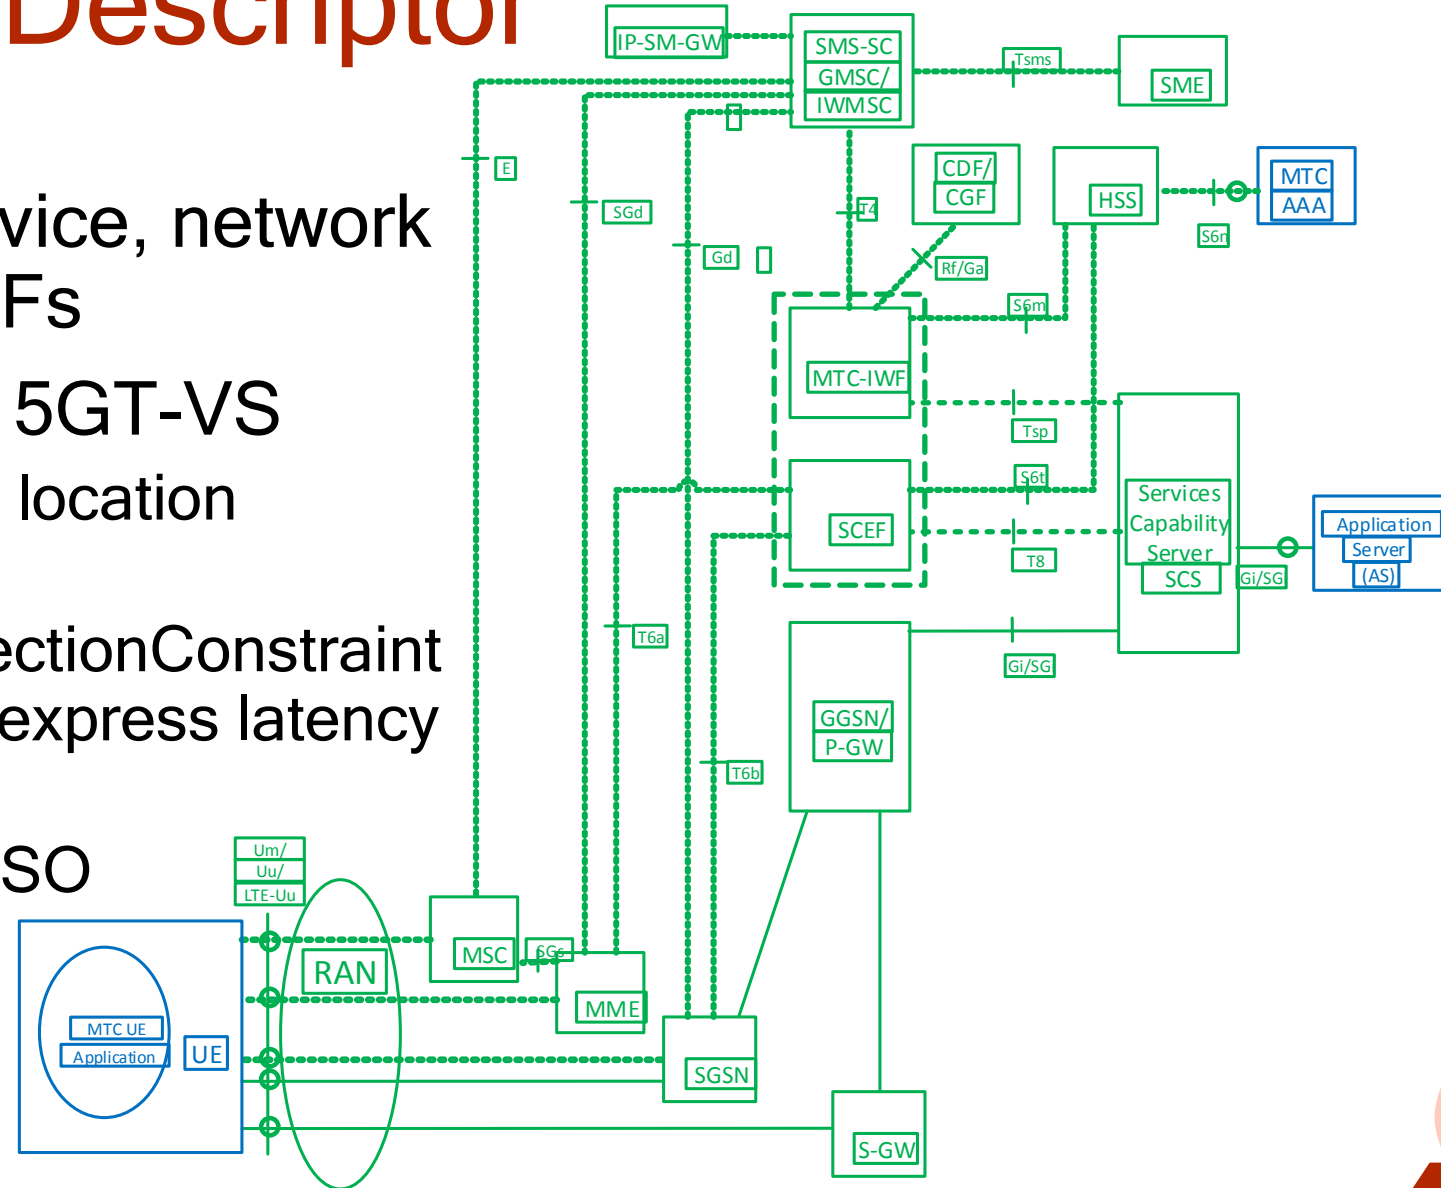 Descriptor
vice, network
Fs
5GT-VS
location
ectionConstraint
express latency
SO
IP-SM-GW
SMS-SC
GMSC/
IWMSC
Tsms
SME
E
SGd
Gd
T4
CDF/
CGF
Rf/Ga
HSS
S6n
MTC
AAA
S6m
MTC-IWF
Tsp
S6t
SCEF
T8
Services
Capability
Server
SCS
Gi/SG
Application
Server
(AS)
T6a
Gi/SG
GGSN/
P-GW
T6b
Um/
Uu/
LTE-Uu
RAN
MSC
SGs
MME
MTC UE
Application
UE
SGSN
S-GW